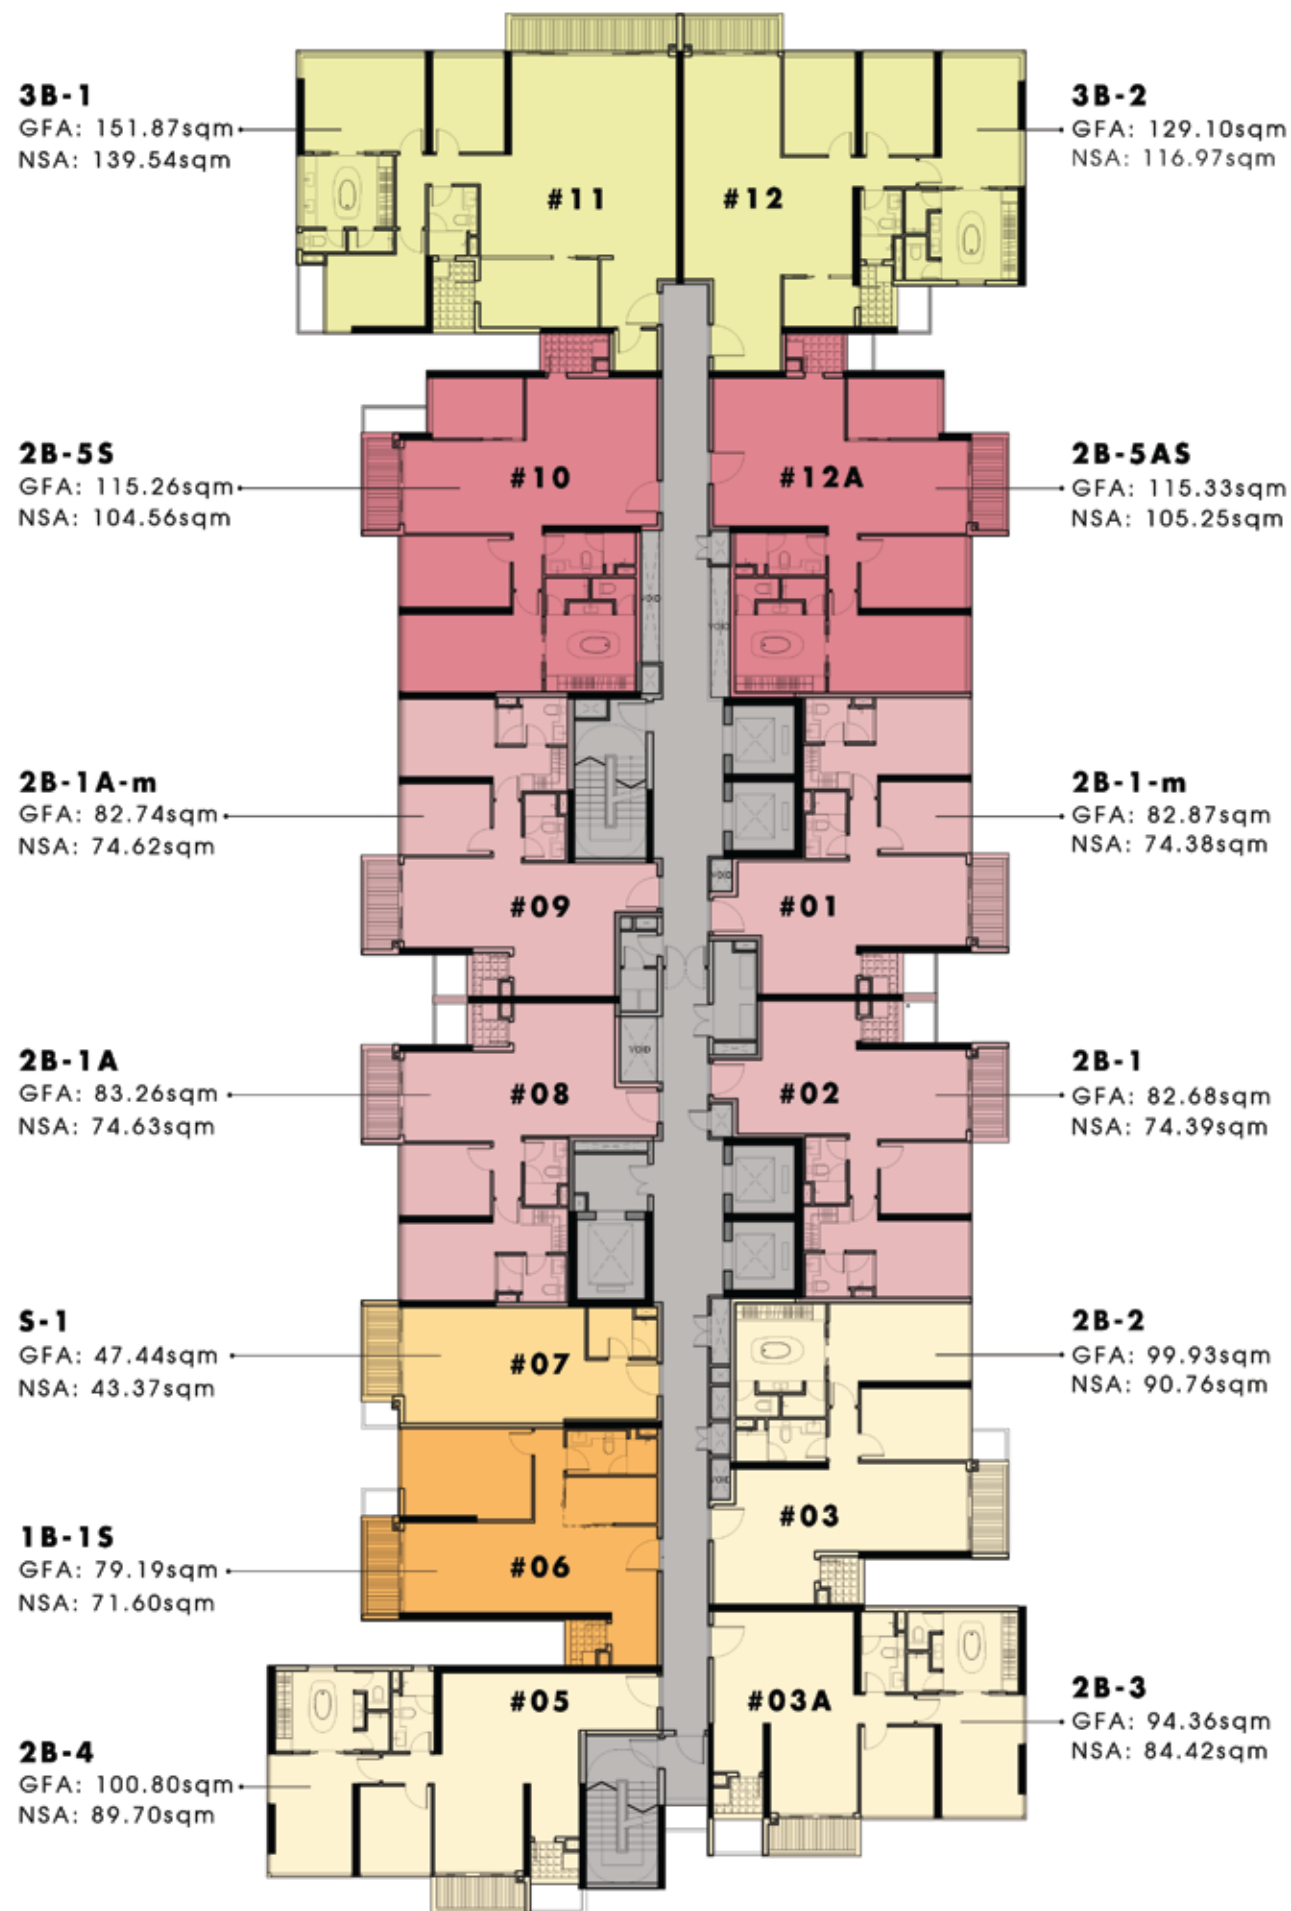 3B-1
GFA: 151.87sqm
NSA: 139.54sqm
3B-2
GFA: 129.10sqm
NSA: 116.97sqm
#11
#12
2B-5S
GFA: 115.26sqm
NSA: 104.56sqm
2B-5AS
GFA: 115.33sqm
NSA: 105.25sqm
#10
#12A
VOID
VOID
2B-1A-m
GFA: 82.74sqm
NSA: 74.62sqm
2B-1-m
GFA: 82.87sqm
NSA: 74.38sqm
VOID
#09
#01
2B-1A
GFA: 83.26sqm
NSA: 74.63sqm
2B-1
GFA: 82.68sqm
NSA: 74.39sqm
VOID
#08
#02
S-1
GFA: 47.44sqm
NSA: 43.37sqm
2B-2
GFA: 99.93sqm
NSA: 90.76sqm
#07
VOID
#03
1B-1S
GFA: 79.19sqm
NSA: 71.60sqm
#06
#05
#03A
2B-3
GFA: 94.36sqm
NSA: 84.42sqm
2B-4
GFA: 100.80sqm
NSA: 89.70sqm